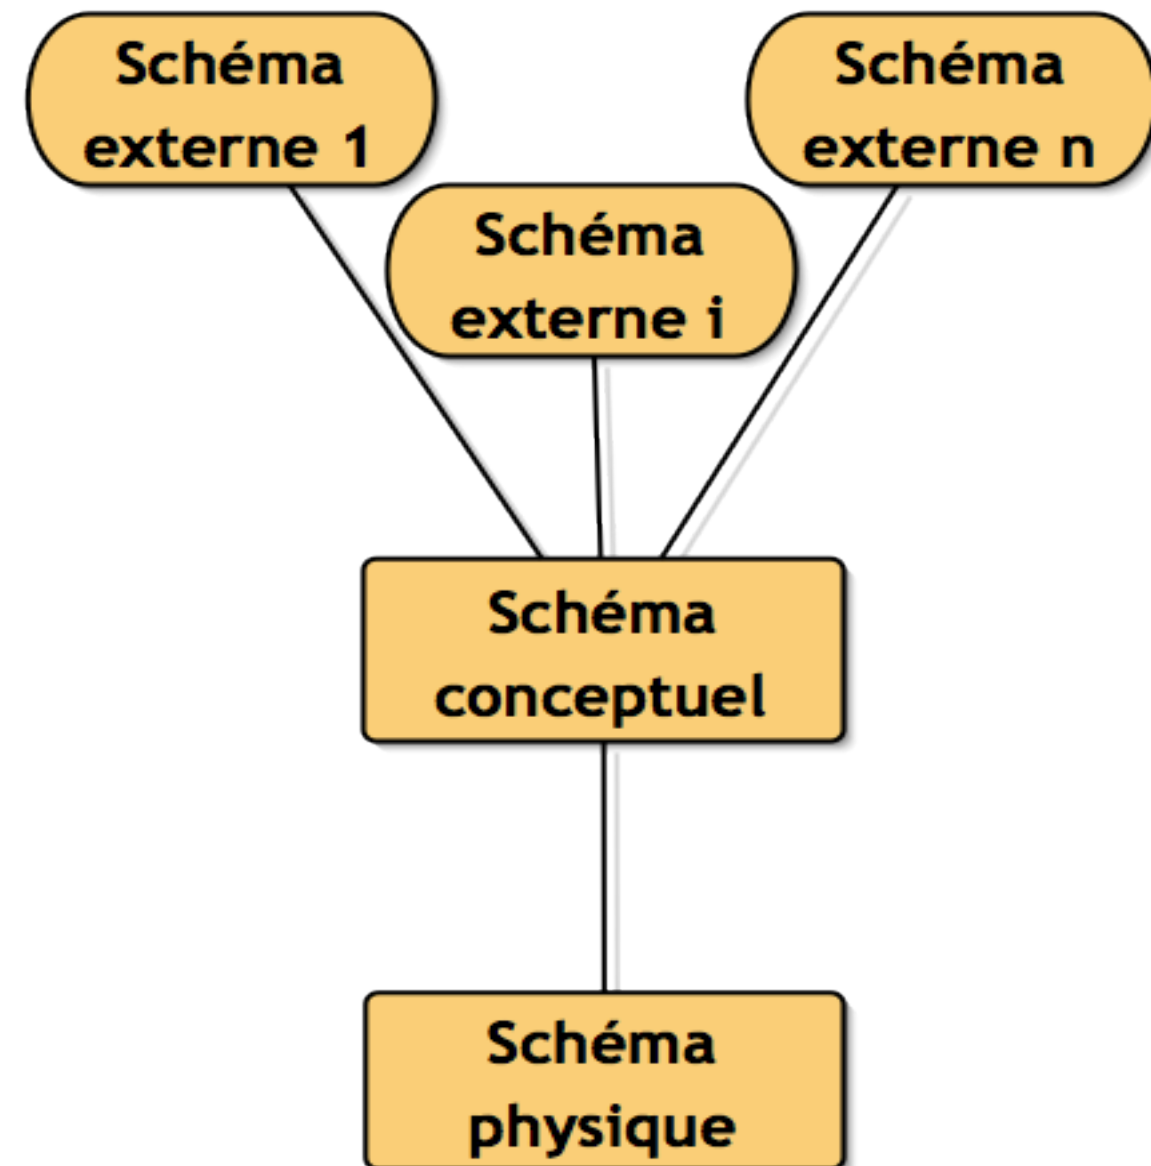 Schéma
externe 1
Schéma
externe n
Schéma
externe i
Schéma
conceptuel
Schéma
physique